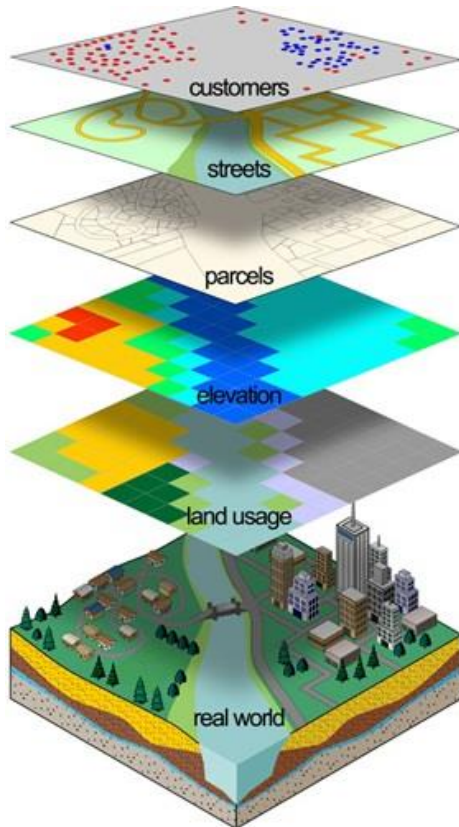 customers
streets
parcels
elevation
land usage
real world